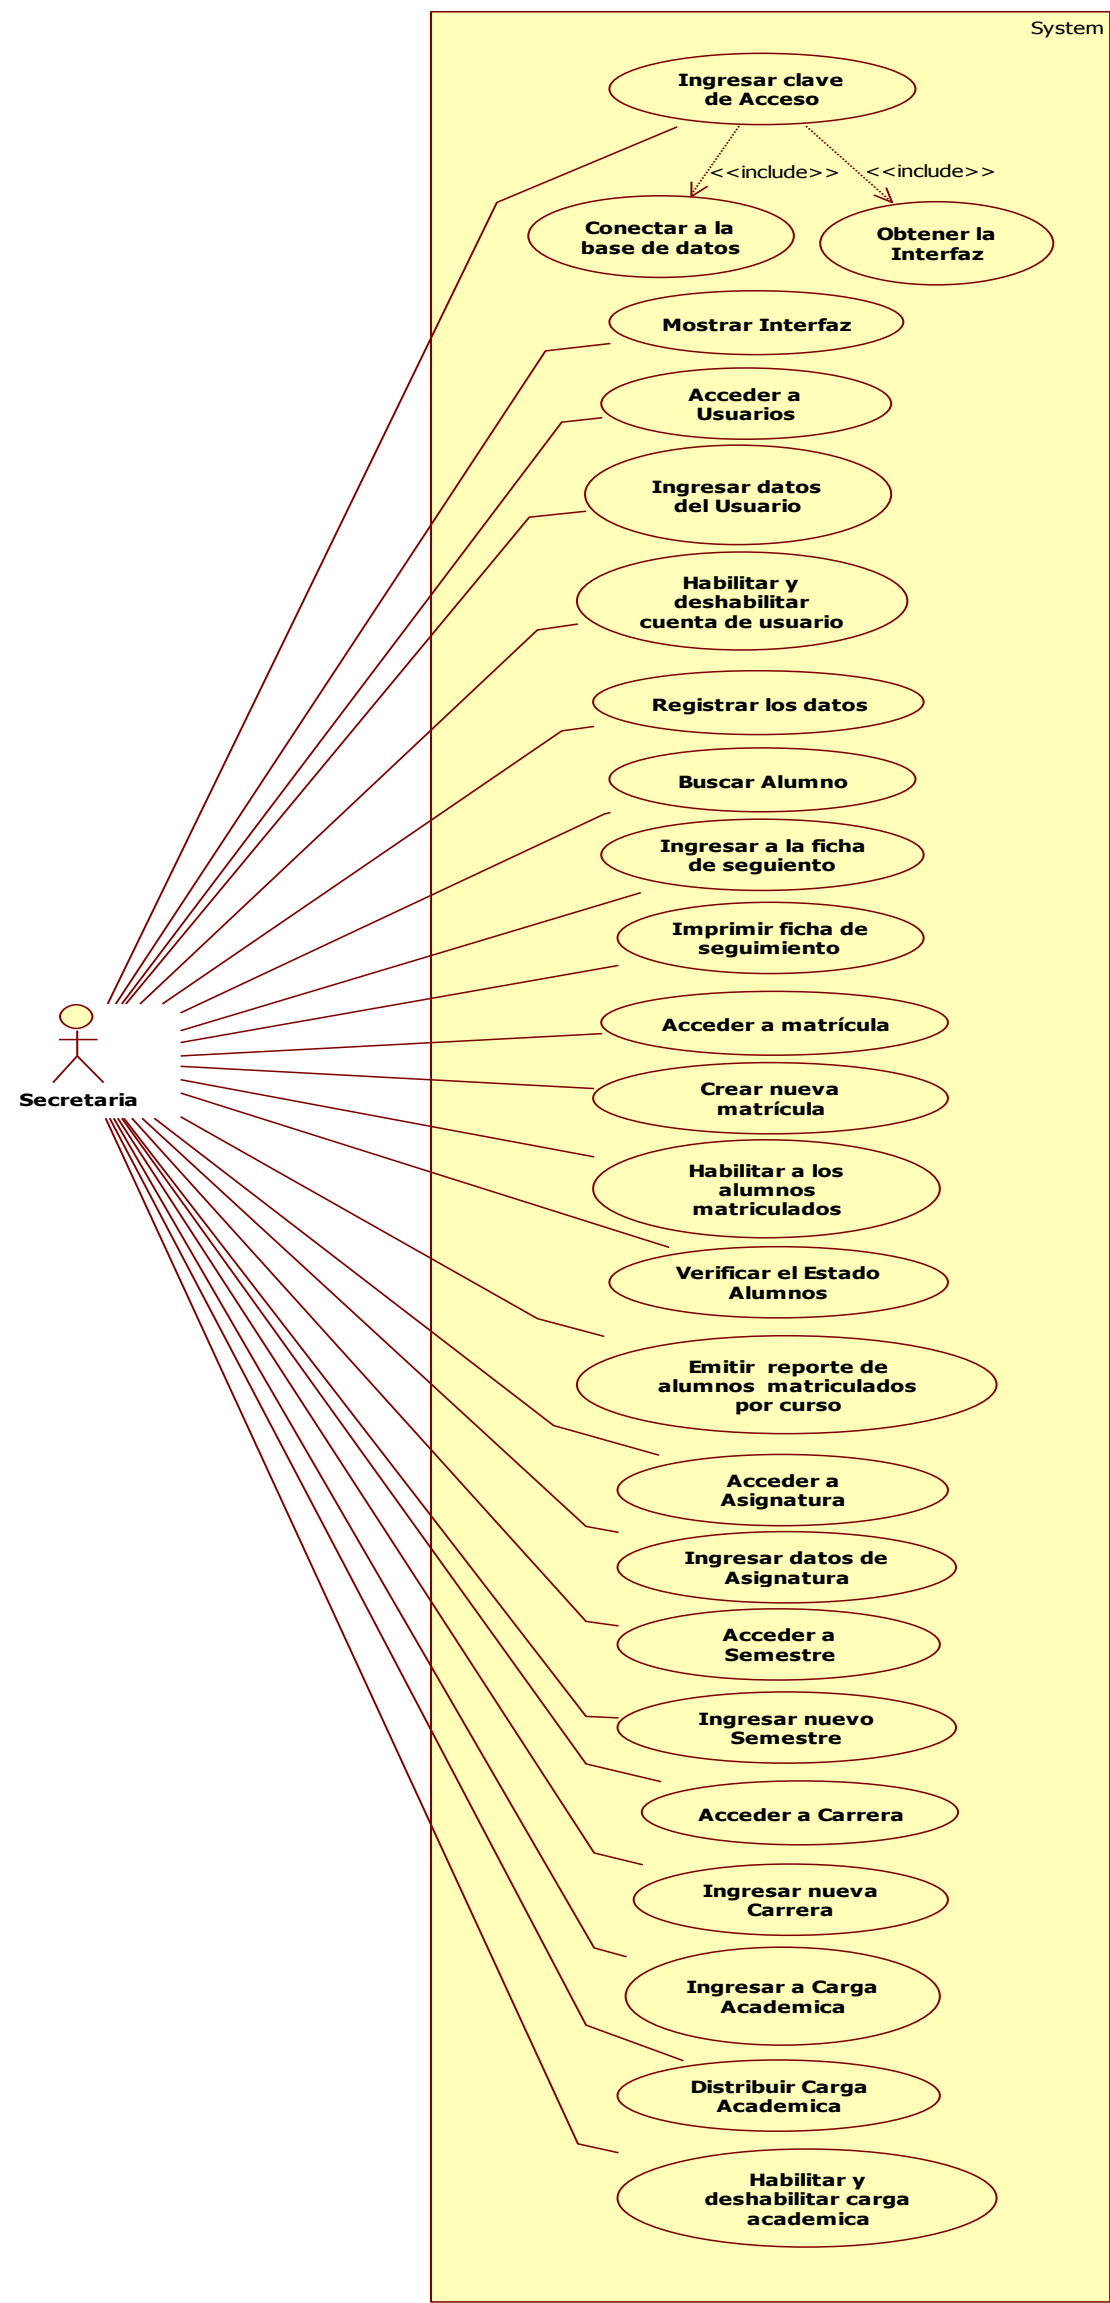 System
Ingresar clave
de Acceso
<<include>>
<<include>>
Conectar a la
base de datos
Obtener la
Interfaz
Mostrar Interfaz
Acceder a
Usuarios
Ingresar datos
del Usuario
Habilitar y
deshabilitar
cuenta de usuario
Registrar los datos
Buscar Alumno
Ingresar a la ficha
de seguiento
Imprimir ficha de
seguimiento
Acceder a matrícula
Secretaria
Crear nueva
matrícula
Habilitar a los
alumnos
matriculados
Verificar el Estado
Alumnos
Emitir  reporte de
alumnos  matriculados
por curso
Acceder a
Asignatura
Ingresar datos de
Asignatura
Acceder a
Semestre
Ingresar nuevo
Semestre
Acceder a Carrera
Ingresar nueva
Carrera
Ingresar a Carga
Academica
Distribuir Carga
Academica
Habilitar y
deshabilitar carga
academica